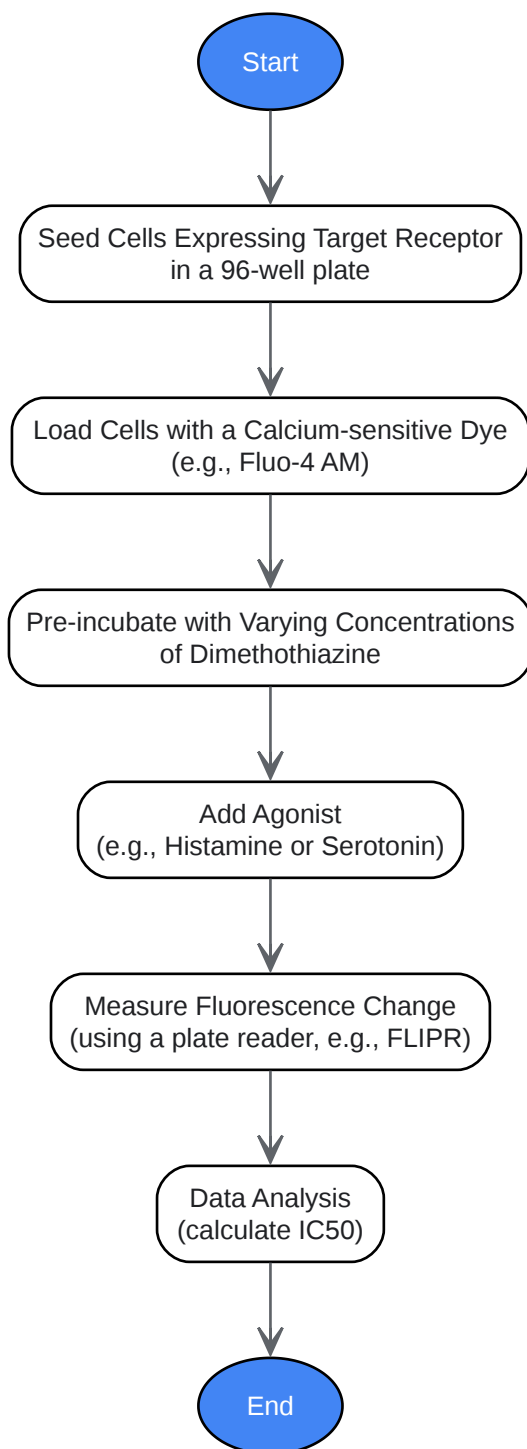 Start
Seed Cells Expressing Target Receptor
in a 96-well plate
Load Cells with a Calcium-sensitive Dye
(e.g., Fluo-4 AM)
Pre-incubate with Varying Concentrations
of Dimethothiazine
Add Agonist
(e.g., Histamine or Serotonin)
Measure Fluorescence Change
(using a plate reader, e.g., FLIPR)
Data Analysis
(calculate IC50)
End